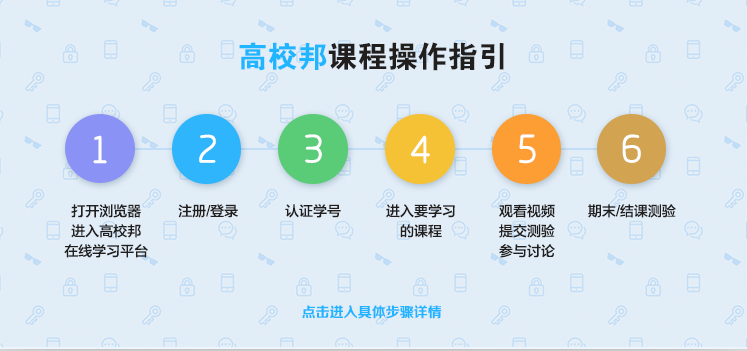 高校邦课程操作指引
1
2
3
4
5
6
打开浏览器
进入高校邦
在线学习平台
注册/登录
认证学号
进入要学习
的课程
观看视频
提交测验
参与讨论
期末/结课测验
点击进入具体步骤详情